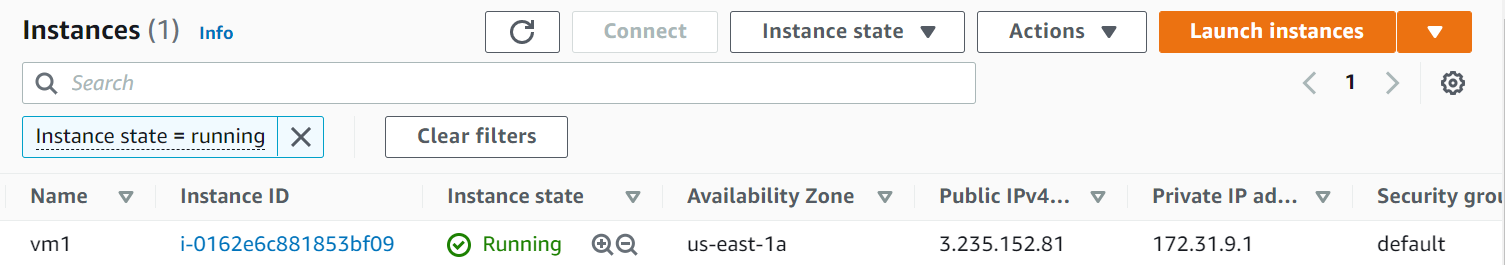 Instances (1) Info Connect Instance state Actions Launch instances
Search 1
Instance state = running Clear filters
Name Instance ID Instance state Availability Zone Public IPv4... Private IP ad... Security grou
vm1 i-0162e6c881853bf09 Running us-east-1a 3.235.152.81 172.31.9.1 default